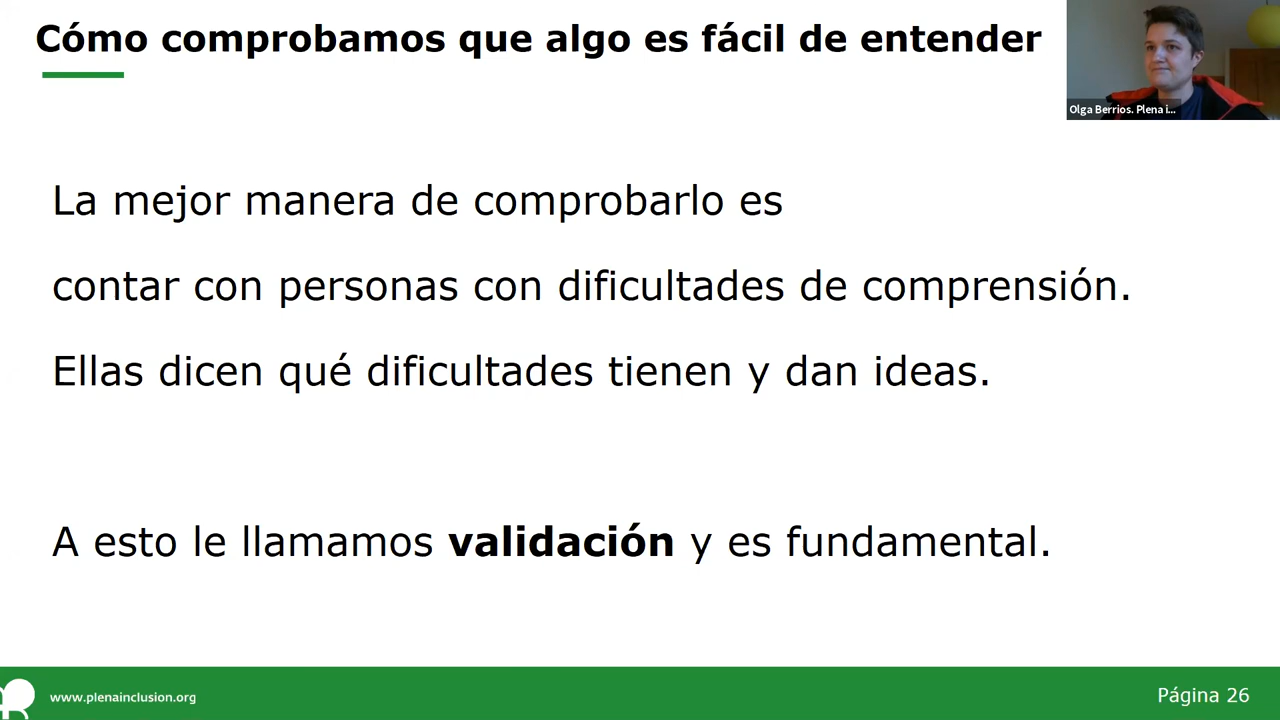 Cómo comprobamos que algo es fácil de entender
Olga Berrios. Plena i...
La mejor manera de comprobarlo es
contar con personas con dificultades de comprensión.
Ellas dicen qué dificultades tienen y dan ideas.
A esto le llamamos validación y es fundamental.
www.plenainclusion.org
Página 26